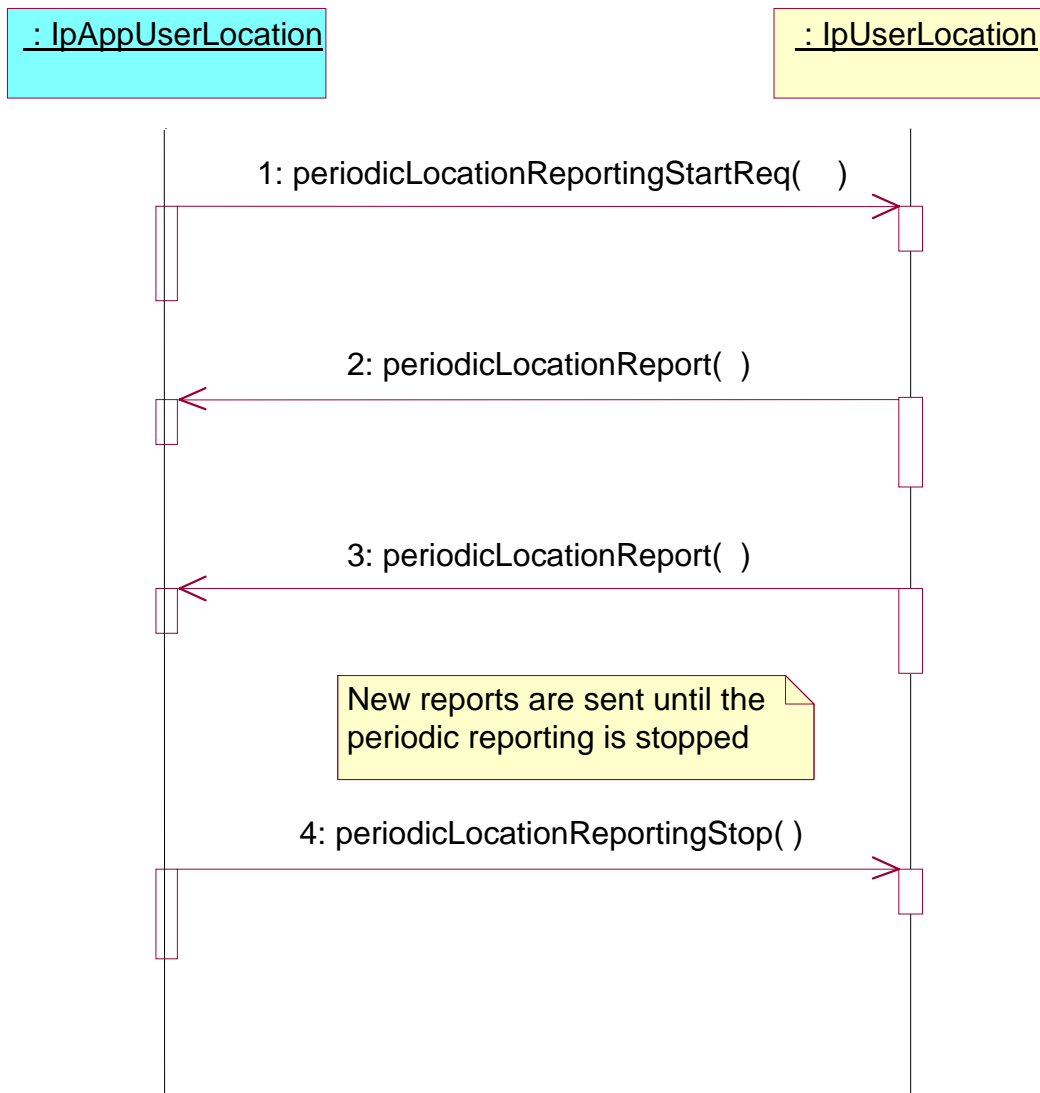 : IpAppUserLocation
: IpUserLocation
1: periodicLocationReportingStartReq( )
2: periodicLocationReport( )
3: periodicLocationReport( )
New reports are sent until the
periodic reporting is stopped
4: periodicLocationReportingStop( )